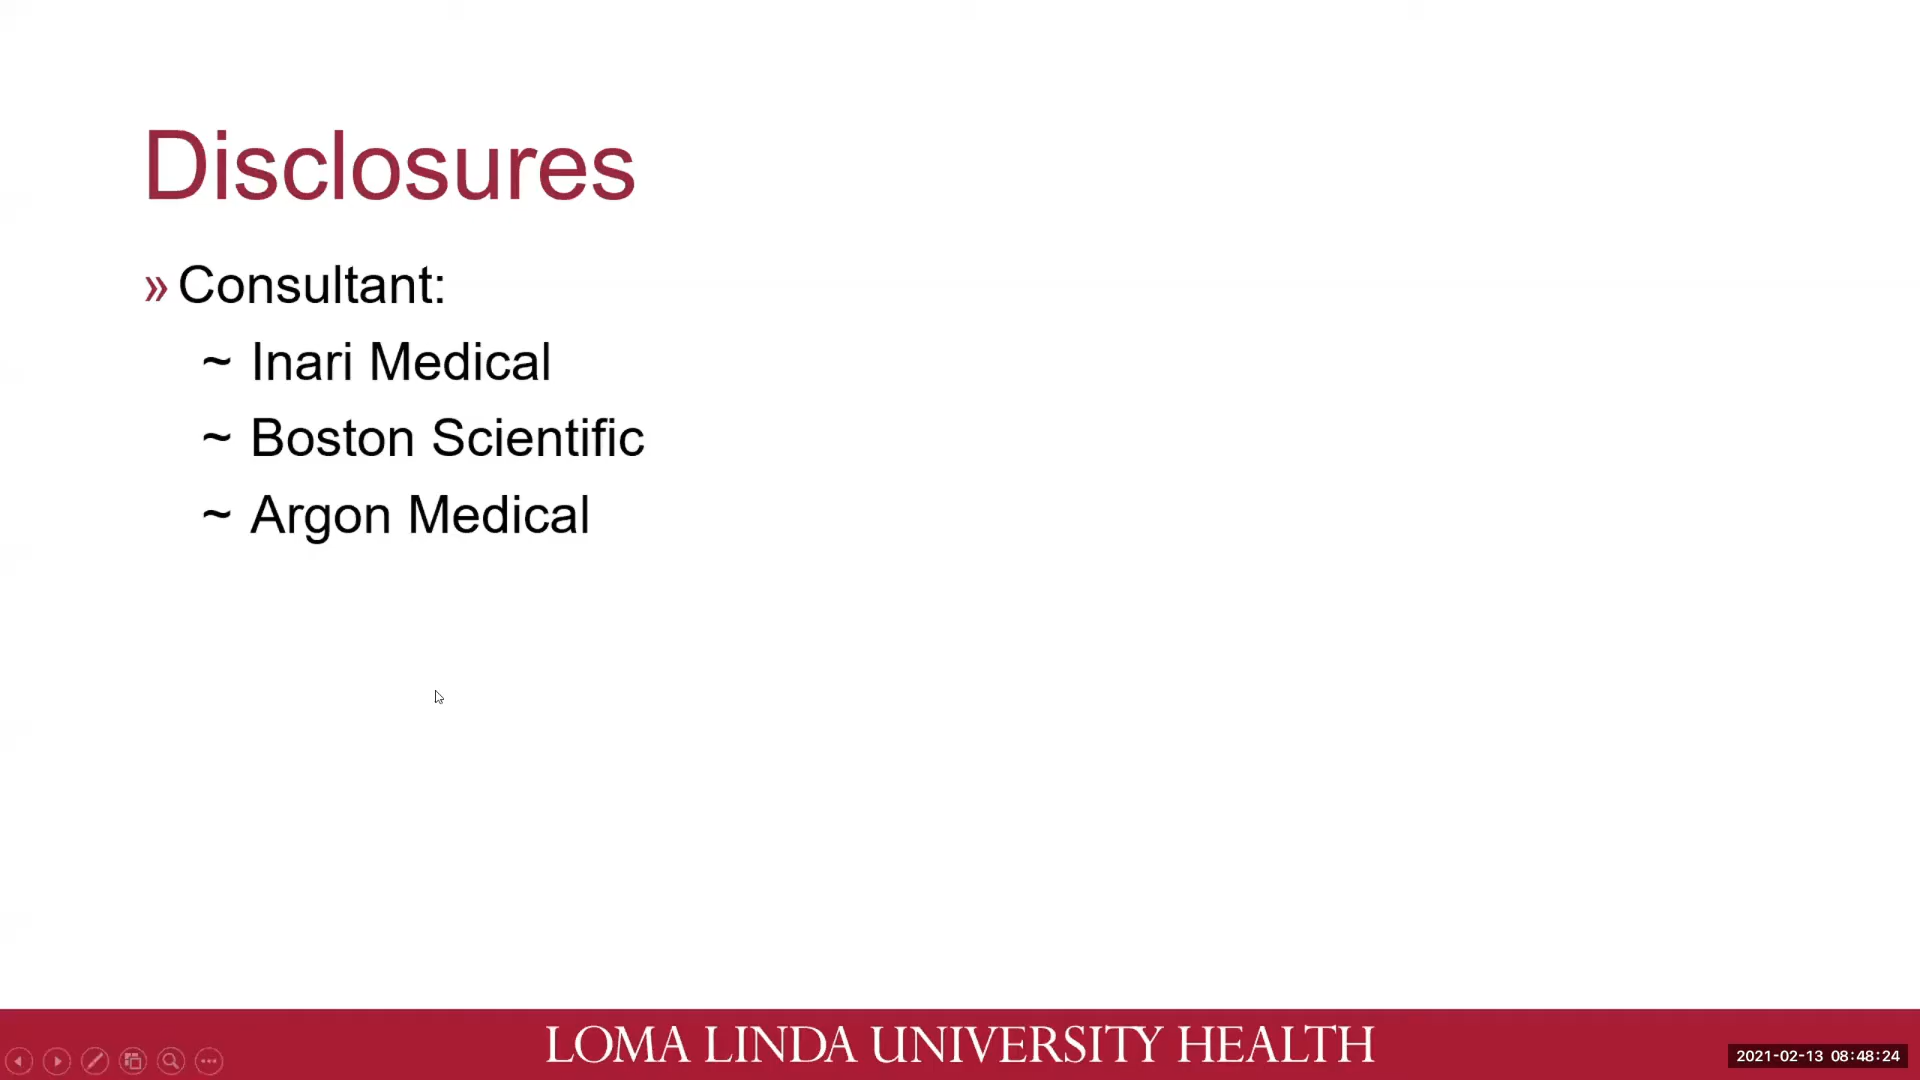 Disclosures
» Consultant:
~ Inari Medical
~ Boston Scientific
~ Argon Medical
LOMA LINDA UNIVERSITY HEALTH
2021-02-13 08:48:24